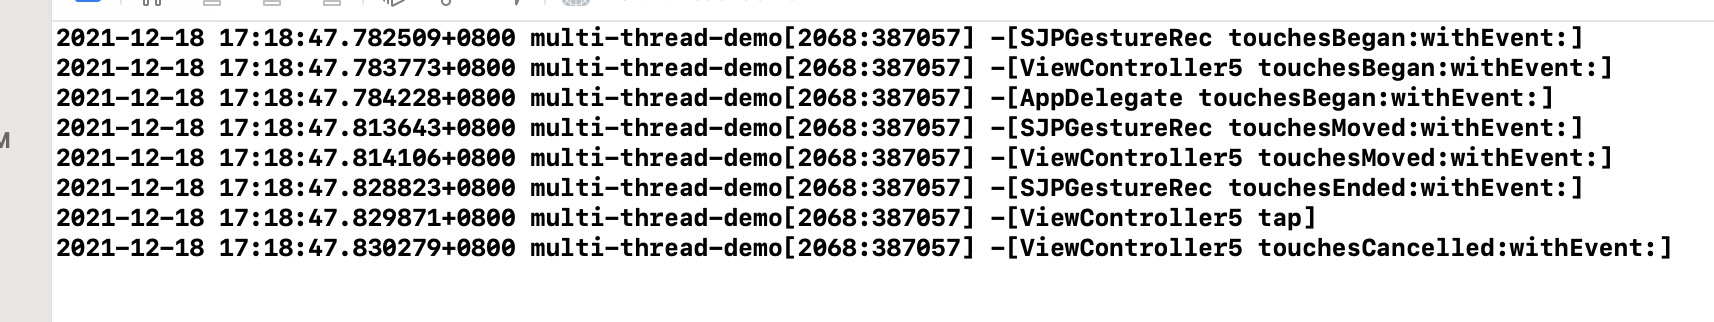 2021-12-18 17:18:47.782509+0800 multi-thread-demo[2068:387057] -[SJPGestureRec touchesBegan:withEvent:]
2021-12-18 17:18:47.783773+0800 multi-thread-demo[2068:387057] -[ViewController5 touchesBegan:withEvent:]
2021-12-18 17:18:47.784228+0800 multi-thread-demo[2068:387057] -[AppDelegate touchesBegan:withEvent:]
2021-12-18 17:18:47.813643+0800 multi-thread-demo[2068:387057] -[SJPGestureRec touchesMoved:withEvent:]
M
2021-12-18 17:18:47.814106+0800 multi-thread-demo[2068:387057] -[ViewController5 touchesMoved:withEvent:]
2021-12-18 17:18:47.828823+0800 multi-thread-demo[2068:387057] -[SJPGestureRec touchesEnded:withEvent:]
2021-12-18 17:18:47.829871+0800 multi-thread-demo[2068:387057] -[ViewController5 tap]
2021-12-18 17:18:47.830279+0800 multi-thread-demo[2068:387057] -[ViewController5 touchesCancelled:withEvent:]